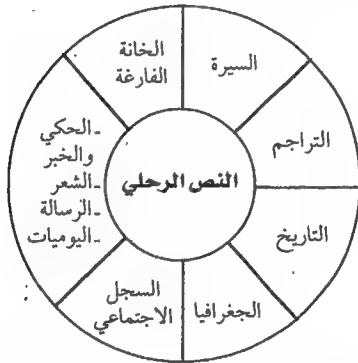 السيرة
التراجم
التاريخ
الجغرافيا
السجل
الاجتماعي
ـ الحكي
والخبر
ـ الشعر
ـ الرسالة
ـ اليوميات
الخانة
الفارغة
النص الرحلي